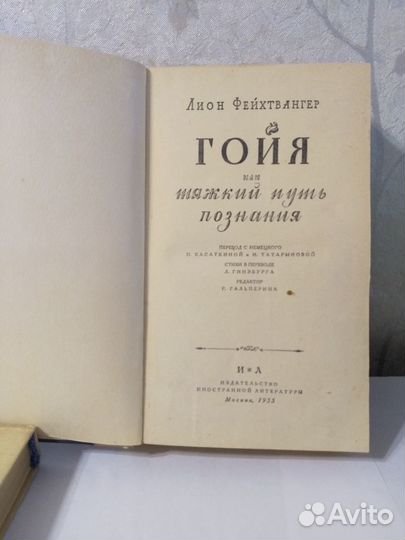 Лион Фейхтвангер
ГОЙЯ
или
тяжкий путь
познания
ПЕРЕВОД С НЕМЕЦКОГО
Н. КАСАТКИНОЙ и И. ТАТАРИНОВОЙ
СТИХИ В ПЕРЕВОДЕ
Л. ГИНЗБУРГА
РЕДАКТОР
Р. ГАЛЬПЕРИНА
И * Л
ИЗДАТЕЛЬСТВО
ИНОСТРАННОЙ ЛИТЕРАТУРЫ
Москва, 1955
Avito